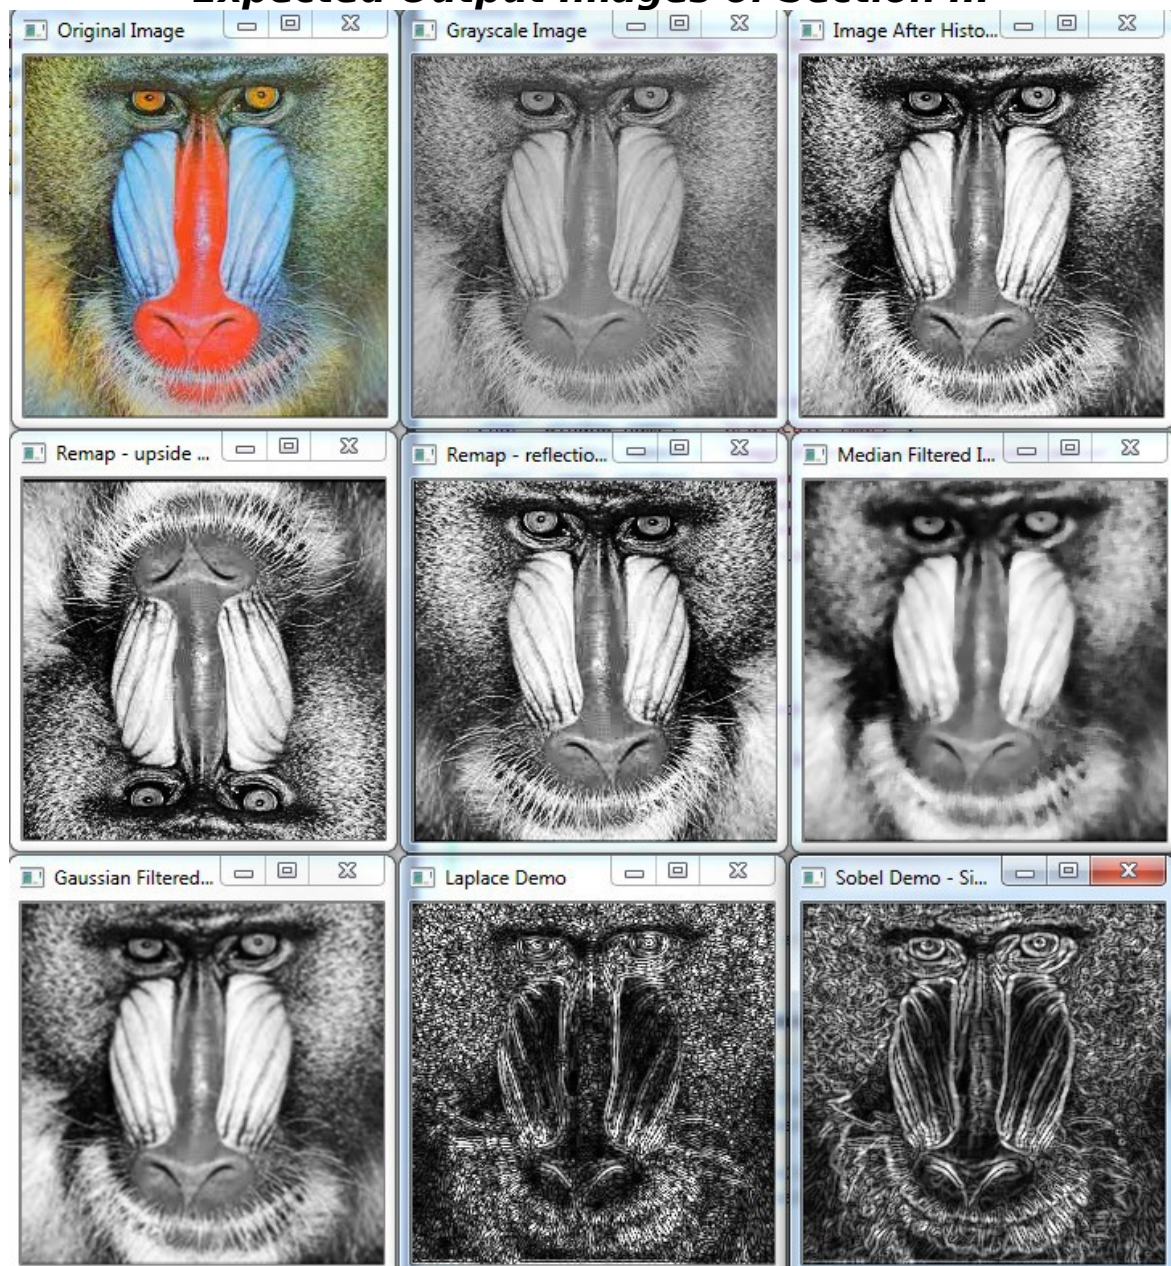 Expected Output Images of Section III
Original Image
Grayscale Image
Image After Histo...
Remap - upside ...
Remap - reflectio...
Median Filtered I...
Gaussian Filtered...
Laplace Demo
Sobel Demo - Si...